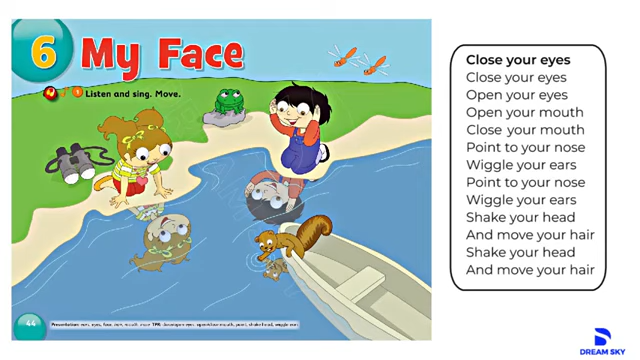 6 My Face
1 Listen and sing. Move.
44
Close your eyes
Close your eyes
Open your eyes
Open your mouth
Close your mouth
Point to your nose
Wiggle your ears
Point to your nose
Wiggle your ears
Shake your head
And move your hair
Shake your head
And move your hair
DREAM SKY